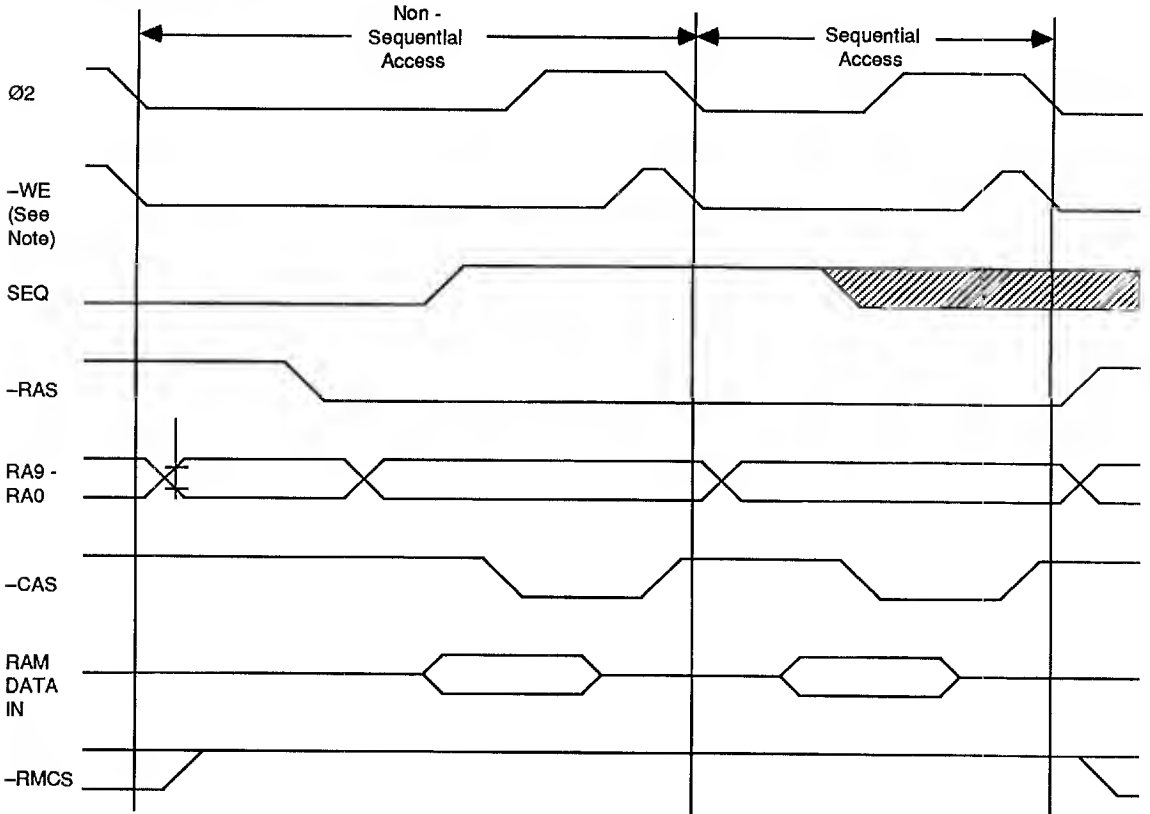 Non -
Sequential
Access
Sequential
Access
Ø2
–WE
(See
Note)
SEQ
–RAS
RA9 -
RA0
–CAS
RAM
DATA
IN
–RMCS